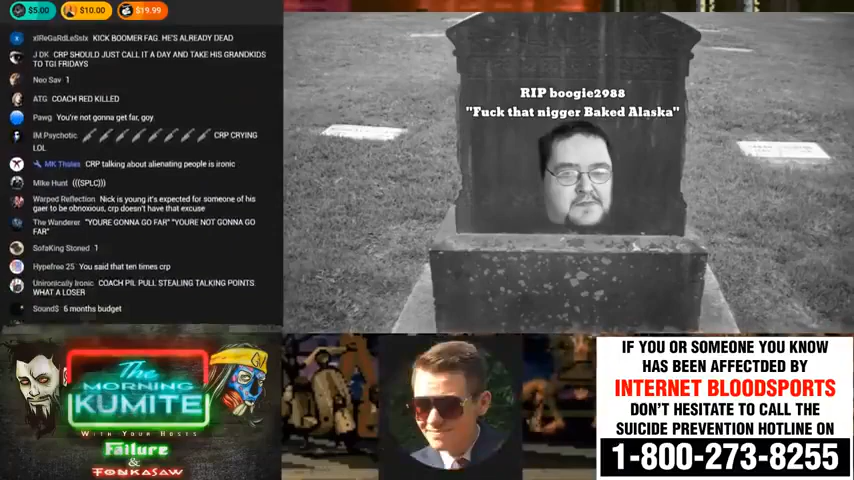 $5.00
$10.00
$19.99
xIReGaRdLeSsIx KICK BOOMER FAG. HE'S ALREADY DEAD
J DK CRP SHOULD JUST CALL IT A DAY AND TAKE HIS GRANDKIDS
TO TGI FRIDAYS
Neo Sav 1
ATG COACH RED KILLED
Pawg You're not gonna get far, goy
IM Psychotic CRP CRYING
LOL
MK Thales CRP talking about alienating people is ironic
Mike Hunt (((SPLC)))
Warped Reflection Nick is young it's expected for someone of his
gaer to be obnoxious, crp doesn't have that excuse
The Wanderer "YOURE GONNA GO FAR" "YOURE NOT GONNA GO
FAR"
SofaKing Stoned 1
Hypefree 25 You said that ten times crp
Unironically Ironic COACH PIL PULL STEALING TALKING POINTS.
WHAT A LOSER
Sound$ 6 months budget
RIP boogie2988
"Fuck that nigger Baked Alaska"
The
MORNING
KUMITE
WITH YOUR HOSTS
Failure
&
TONKASAW
IF YOU OR SOMEONE YOU KNOW
HAS BEEN AFFECTDED BY
INTERNET BLOODSPORTS
DON'T HESITATE TO CALL THE
SUICIDE PREVENTION HOTLINE ON
1-800-273-8255